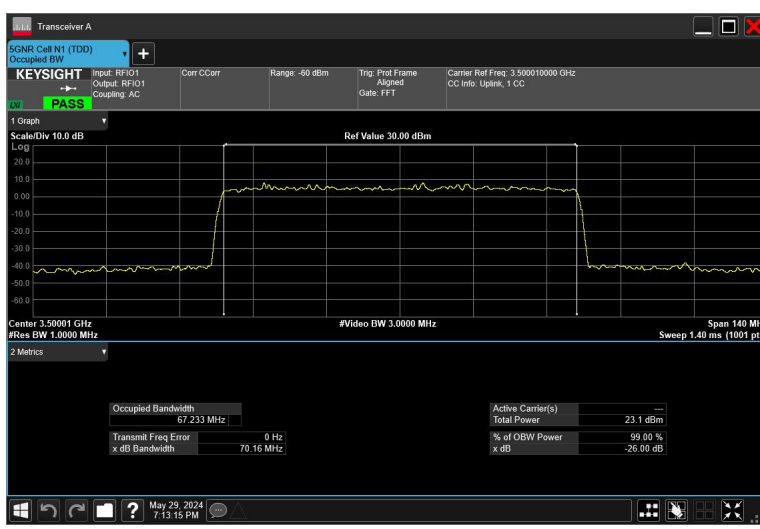 Transceiver A
5GNR Cell N1 (TDD)
Occupied BW
KEYSIGHT
LXI
PASS
Input: RFIO1
Output: RFIO1
Coupling: AC
Corr CCorr
Range: -60 dBm
Trig: Prot Frame
Aligned
Gate: FFT
Carrier Ref Freq: 3.500010000 GHz
CC Info: Uplink, 1 CC
1 Graph
Scale/Div 10.0 dB
Ref Value 30.00 dBm
Log
20.0
10.0
0.00
-10.0
-20.0
-30.0
-40.0
-50.0
-60.0
Center 3.50001 GHz
#Video BW 3.0000 MHz
Span 140 MH
#Res BW 1.0000 MHz
Sweep 1.40 ms (1001 pt
2 Metrics
Occupied Bandwidth
67.233 MHz
Transmit Freq Error 0 Hz
x dB Bandwidth 70.16 MHz
Active Carrier(s) ---
Total Power 23.1 dBm
% of OBW Power 99.00 %
x dB -26.00 dB
May 29, 2024
7:13:15 PM